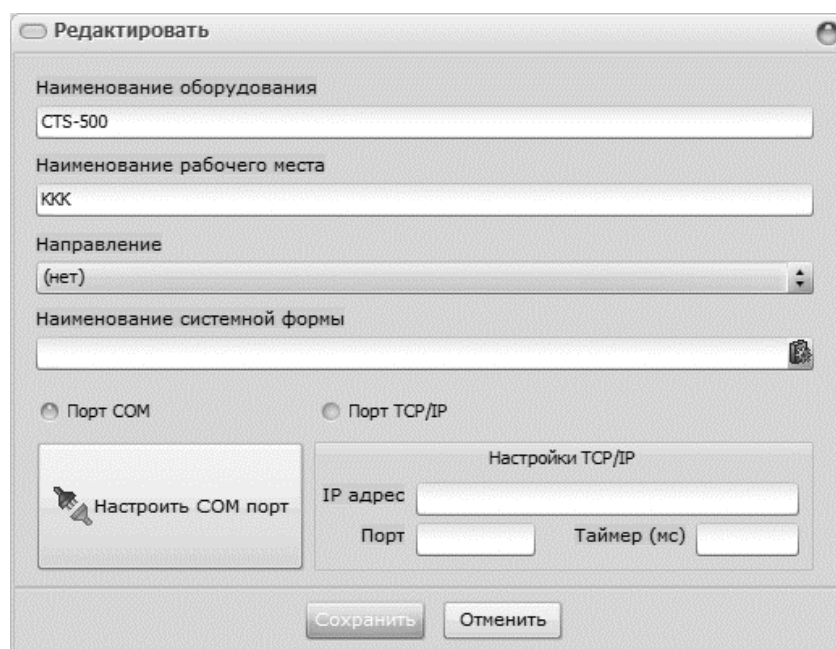 Редактировать
Наименование оборудования
CTS-500
Наименование рабочего места
ККК
Направление
(нет)
Наименование системной формы
Порт COM
Порт TCP/IP
Настройки TCP/IP
Настроить COM порт
IP адрес
Порт
Таймер (мс)
Сохранить
Отменить